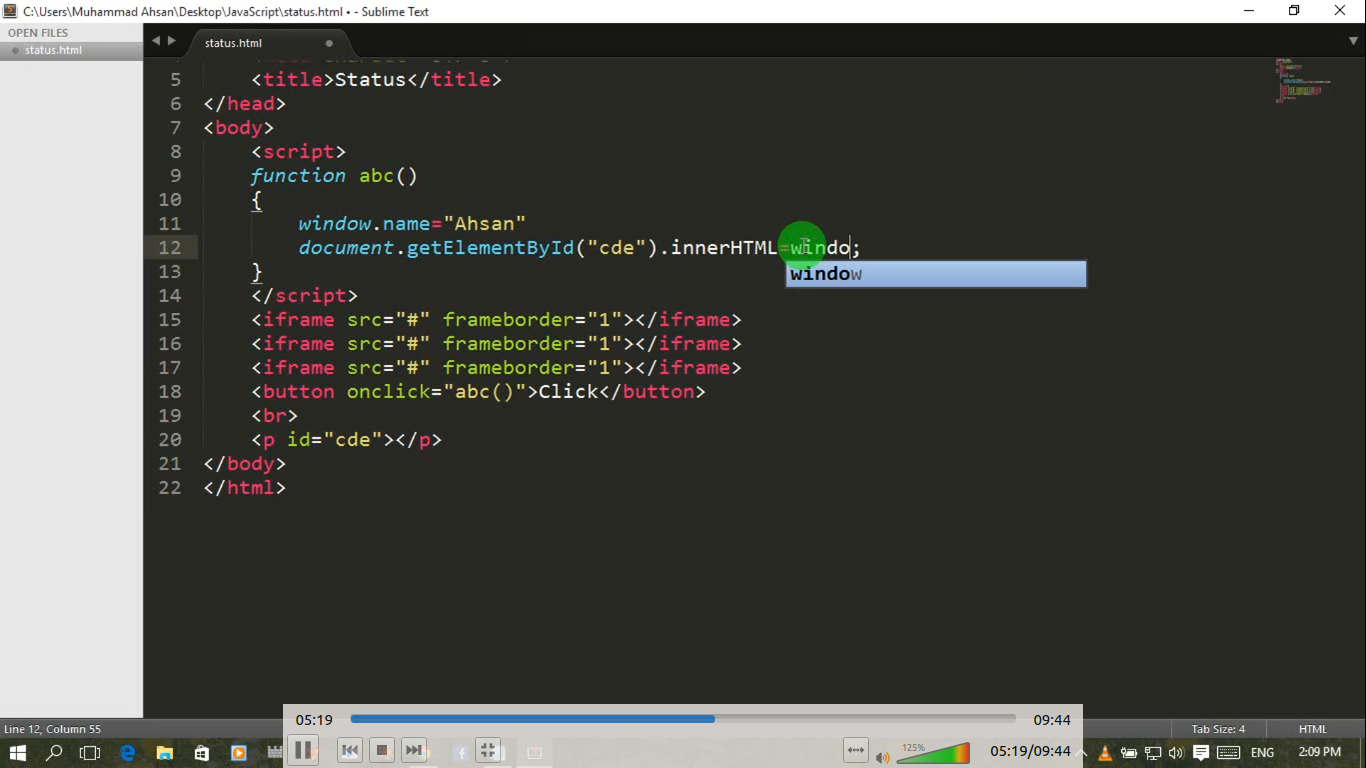 C:\Users\Muhammad Ahsan\Desktop\JavaScript\status.html • - Sublime Text
OPEN FILES
status.html
status.html
5 <title>Status</title>
6 </head>
7 <body>
8 <script>
9 function abc()
10 {
11 window.name="Ahsan"
12 document.getElementById("cde").innerHTML=windo;
window
13 }
14 </script>
15 <iframe src="#" frameborder="1"></iframe>
16 <iframe src="#" frameborder="1"></iframe>
17 <iframe src="#" frameborder="1"></iframe>
18 <button onclick="abc()">Click</button>
19 <br>
20 <p id="cde"></p>
21 </body>
22 </html>
05:19 09:44
Line 12, Column 55 Tab Size: 4 HTML
125% 05:19/09:44 ENG 2:09 PM